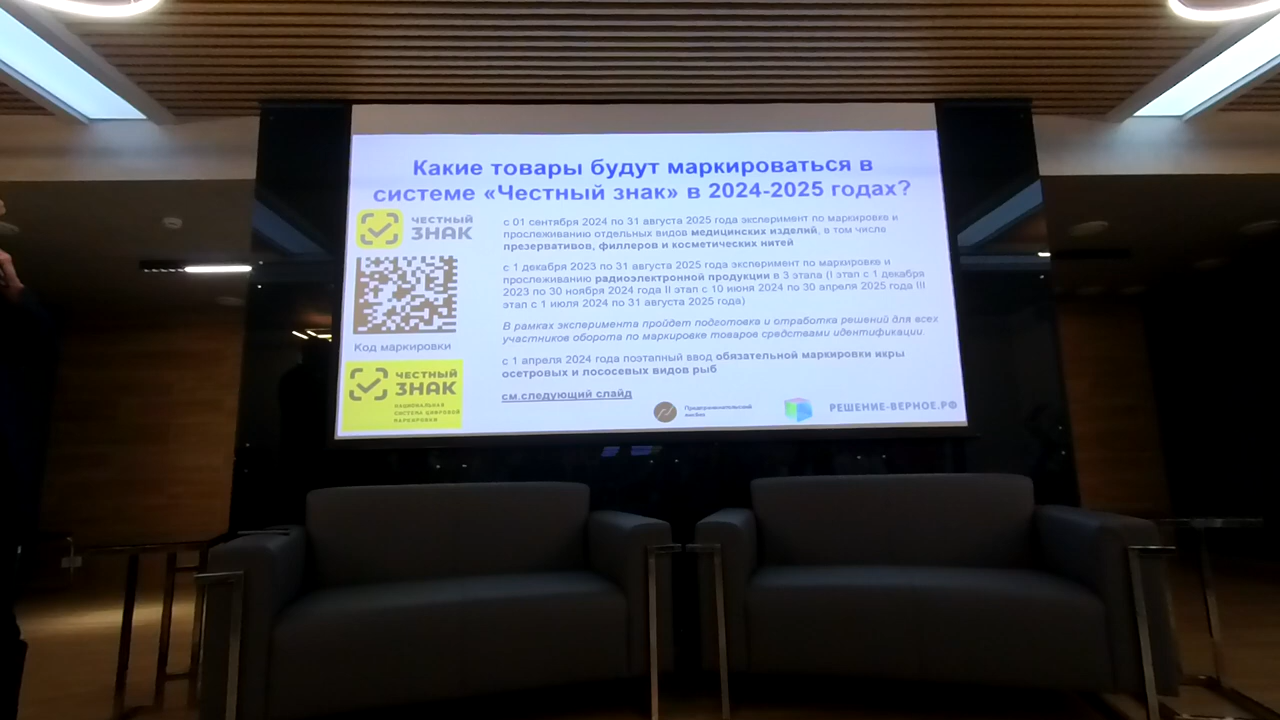 Какие товары будут маркироваться в
системе «Честный знак» в 2024-2025 годах?
ЧЕСТНЫЙ
ЗНАК
с 01 сентября 2024 по 31 августа 2025 года эксперимент по маркировке и
прослеживанию отдельных видов медицинских изделий, в том числе
презервативов, филлеров и косметических нитей
с 1 декабря 2023 по 31 августа 2025 года эксперимент по маркировке и
прослеживанию радиоэлектронной продукции в 3 этапа (I этап с 1 декабря
2023 по 30 ноября 2024 года II этап с 10 июня 2024 по 30 апреля 2025 года III
этап с 1 июля 2024 по 31 августа 2025 года)
В рамках эксперимента пройдет подготовка и отработка решений для всех
участников оборота по маркировке товаров средствами идентификации.
Код маркировки
с 1 апреля 2024 года поэтапный ввод обязательной маркировки икры
осетровых и лососевых видов рыб
см.следующий слайд
ЧЕСТНЫЙ
ЗНАК
НАЦИОНАЛЬНАЯ
СИСТЕМА ЦИФРОВОЙ
МАРКИРОВКИ
Предпринимательский
РЕШЕНИЕ-ВЕРНОЕ.РФ